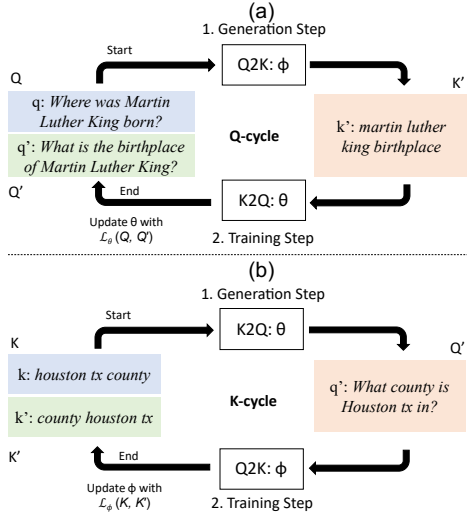 (a)
1. Generation Step
Start
Q2K: ϕ
Q
K'
q: Where was Martin
Luther King born?
q': What is the birthplace
of Martin Luther King?
Q-cycle
k': martin luther
king birthplace
Q'
End
K2Q: θ
Update θ with
ℒθ (Q, Q')
2. Training Step
(b)
1. Generation Step
Start
K2Q: θ
K
Q'
k: houston tx county
k': county houston tx
K-cycle
q': What county is
Houston tx in?
K'
End
Q2K: ϕ
Update ϕ with
ℒϕ (K, K')
2. Training Step